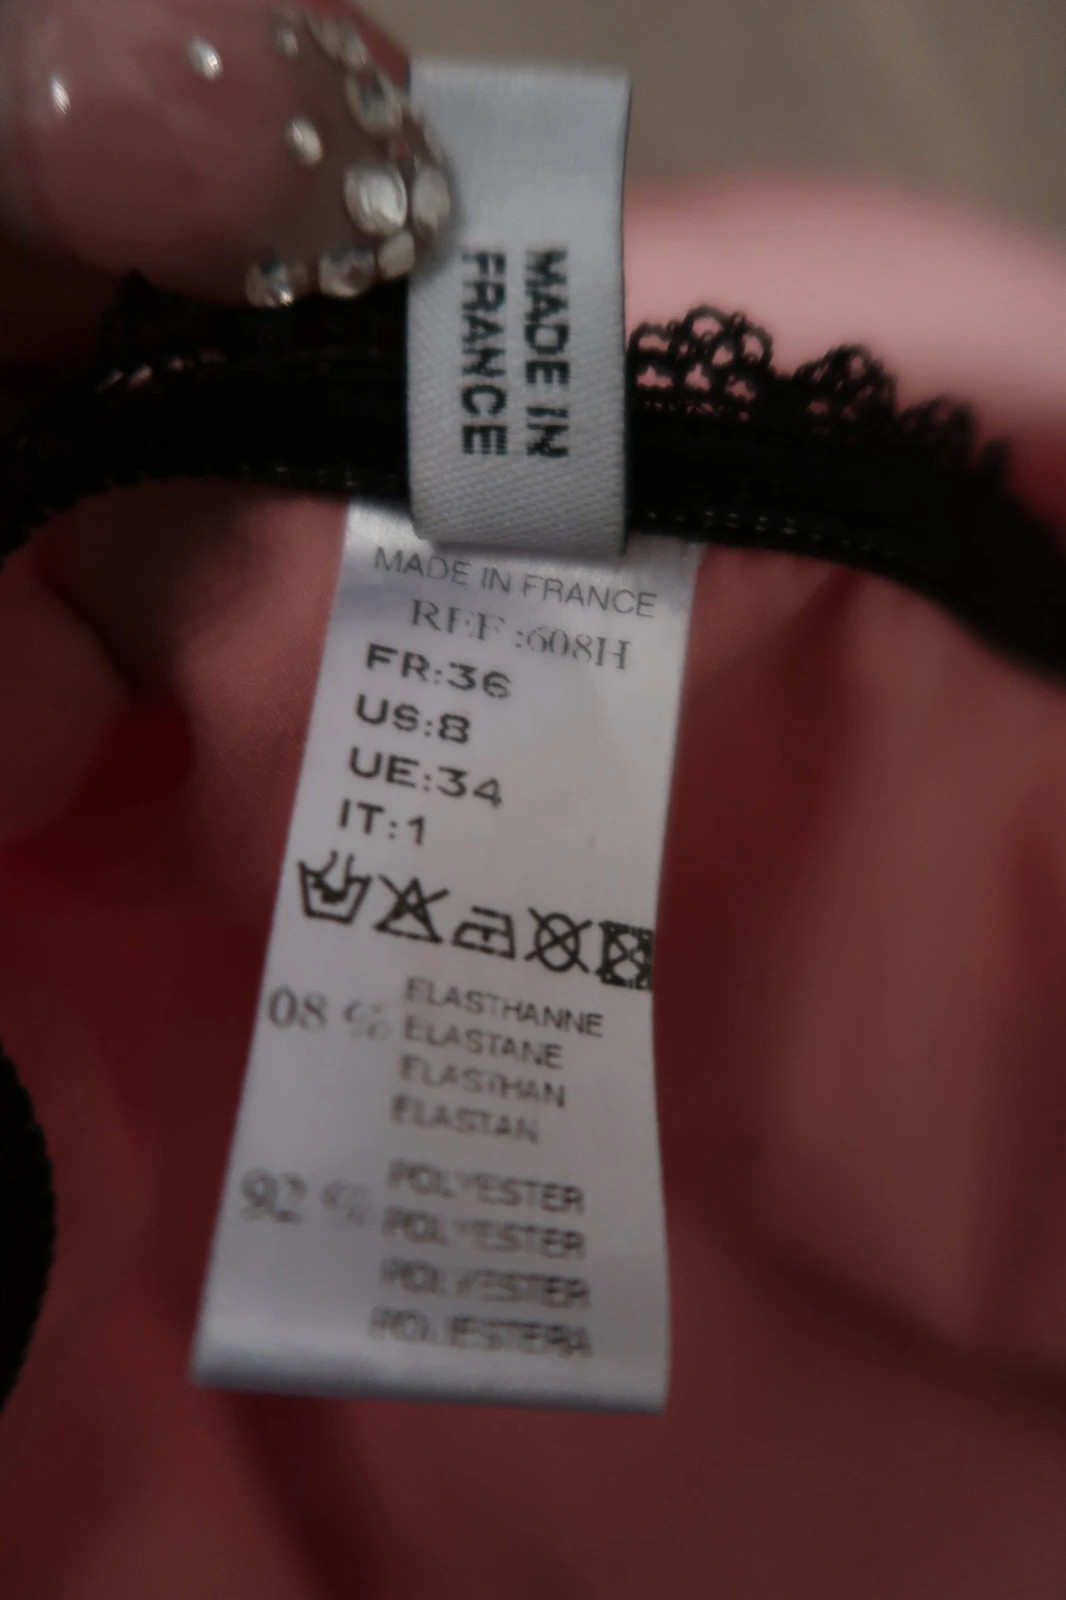 MADE IN
FRANCE
MADE IN FRANCE
REF :608H
FR:36
US:8
UE:34
IT:1
08 % ELASTHANNE
ELASTANE
ELASTHAN
ELASTAN
92 % POLYESTER
POLYESTER
POLYESTER
POLIESTERA